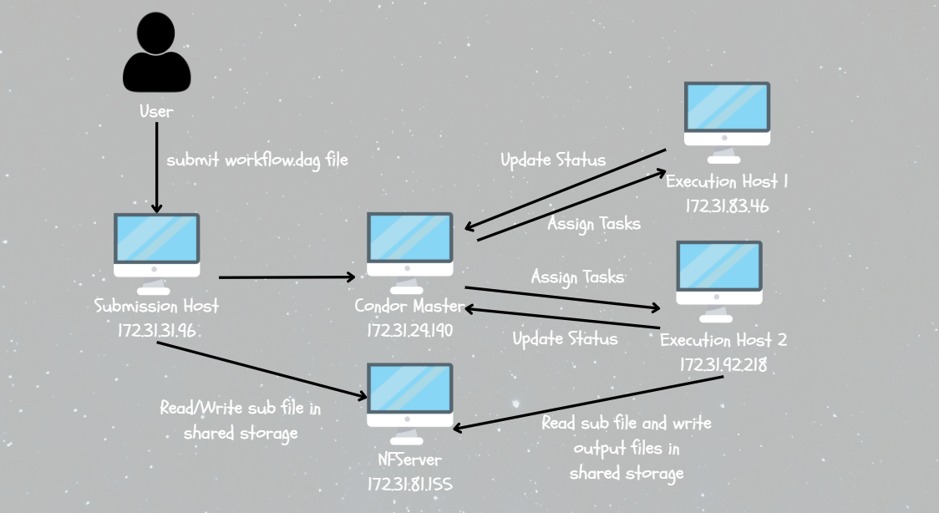 User
submit workflow.dag file
Update Status
Execution Host 1
172.31.83.46
Assign Tasks
Assign Tasks
Submission Host
172.31.31.96
Condor Master
172.31.29.190
Update Status
Execution Host 2
172.31.92.218
Read/Write sub file in
shared storage
Read sub file and write
output files in
shared storage
NFServer
172.31.81.155